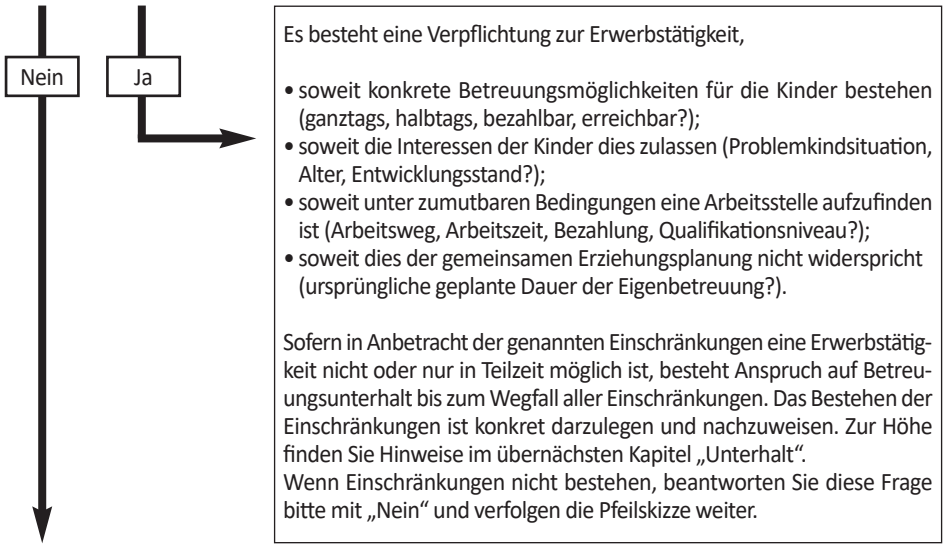 Nein
Ja
Es besteht eine Verpflichtung zur Erwerbstätigkeit,
• soweit konkrete Betreuungsmöglichkeiten für die Kinder bestehen
(ganztags, halbtags, bezahlbar, erreichbar?);
• soweit die Interessen der Kinder dies zulassen (Problemkindsituation,
Alter, Entwicklungsstand?);
• soweit unter zumutbaren Bedingungen eine Arbeitsstelle aufzufinden
ist (Arbeitsweg, Arbeitszeit, Bezahlung, Qualifikationsniveau?);
• soweit dies der gemeinsamen Erziehungsplanung nicht widerspricht
(ursprüngliche geplante Dauer der Eigenbetreuung?).
Sofern in Anbetracht der genannten Einschränkungen eine Erwerbstätig-
keit nicht oder nur in Teilzeit möglich ist, besteht Anspruch auf Betreu-
ungsunterhalt bis zum Wegfall aller Einschränkungen. Das Bestehen der
Einschränkungen ist konkret darzulegen und nachzuweisen. Zur Höhe
finden Sie Hinweise im übernächsten Kapitel „Unterhalt“.
Wenn Einschränkungen nicht bestehen, beantworten Sie diese Frage
bitte mit „Nein“ und verfolgen die Pfeilskizze weiter.